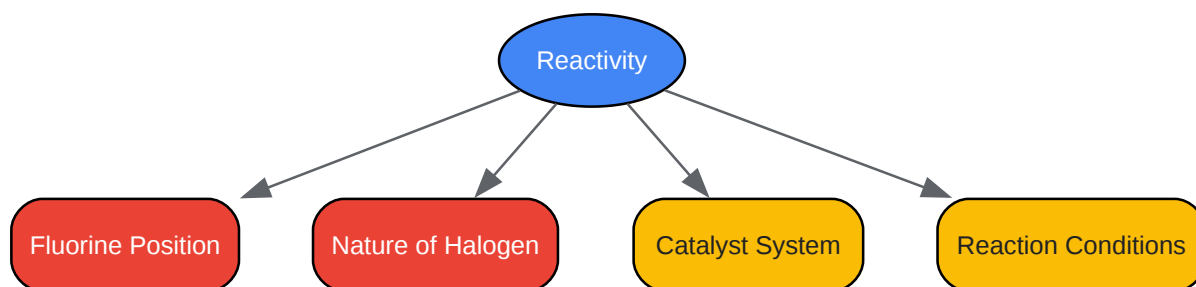 Reactivity
Fluorine Position
Nature of Halogen
Catalyst System
Reaction Conditions